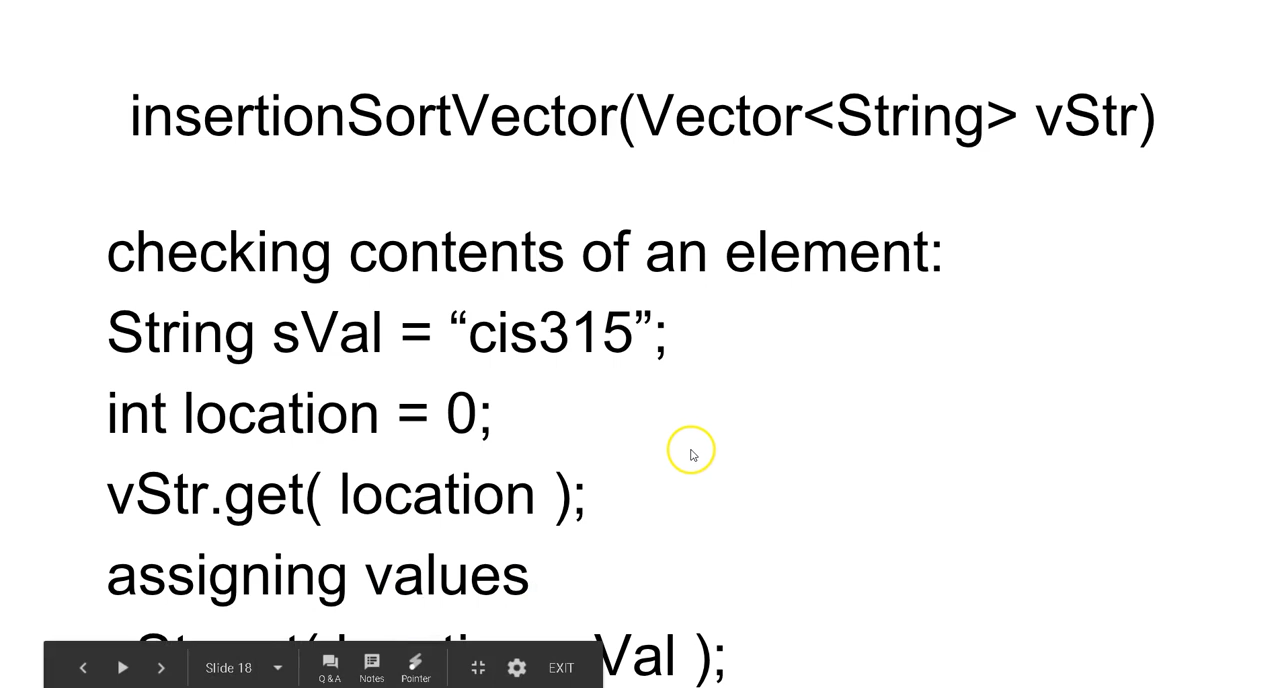 insertionSortVector(Vector<String> vStr)
checking contents of an element:
String sVal = “cis315”;
int location = 0;
vStr.get( location );
assigning values
Val );
Slide 18
Q & A
Notes
Pointer
EXIT